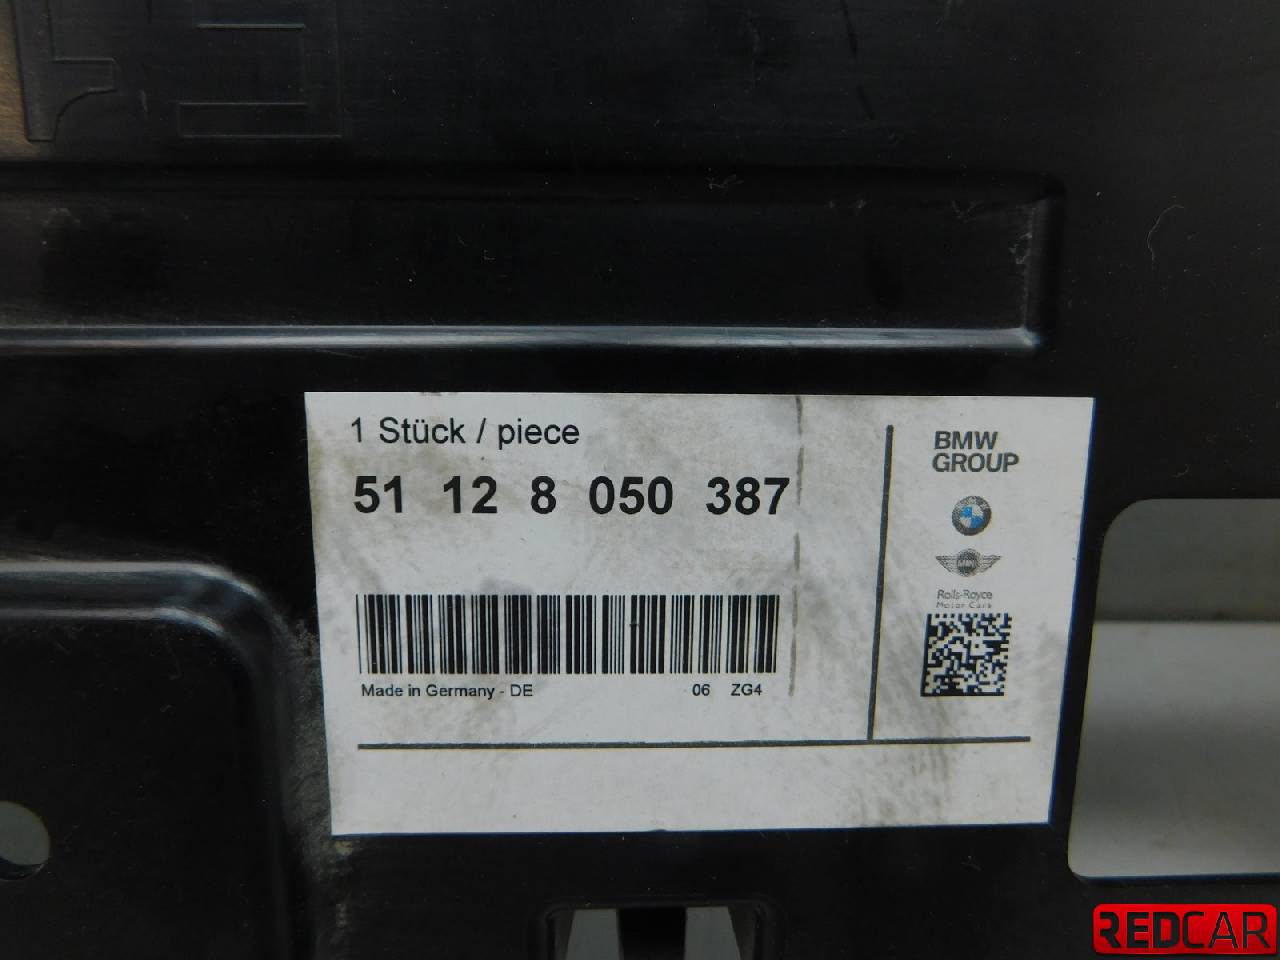 1 Stück / piece
51 12 8 050 387
Made in Germany - DE 06 ZG4
BMW
GROUP
MINI
Rolls-Royce
Motor Cars
REDCAR